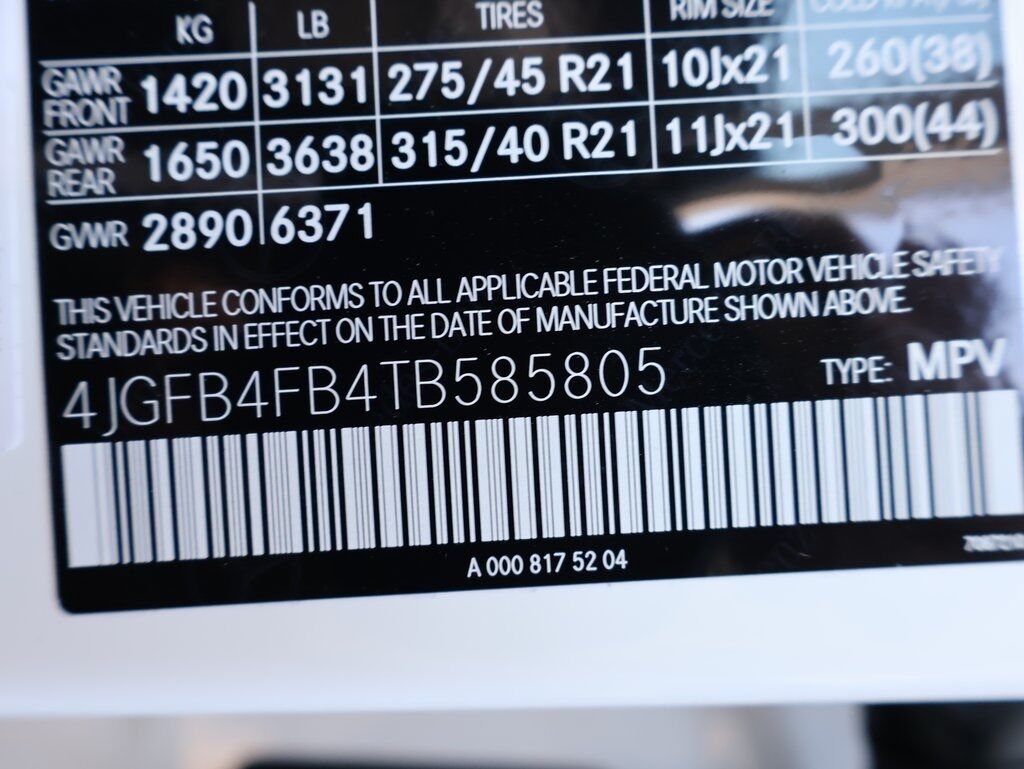 KG LB TIRES RIM SIZE
GAWR FRONT 1420 3131 275/45 R21 10Jx21 260(38)
GAWR REAR 1650 3638 315/40 R21 11Jx21 300(44)
GVWR 2890 6371
THIS VEHICLE CONFORMS TO ALL APPLICABLE FEDERAL MOTOR VEHICLE SAFETY
STANDARDS IN EFFECT ON THE DATE OF MANUFACTURE SHOWN ABOVE.
4JGFB4FB4TB585805 TYPE: MPV
A 000 817 52 04